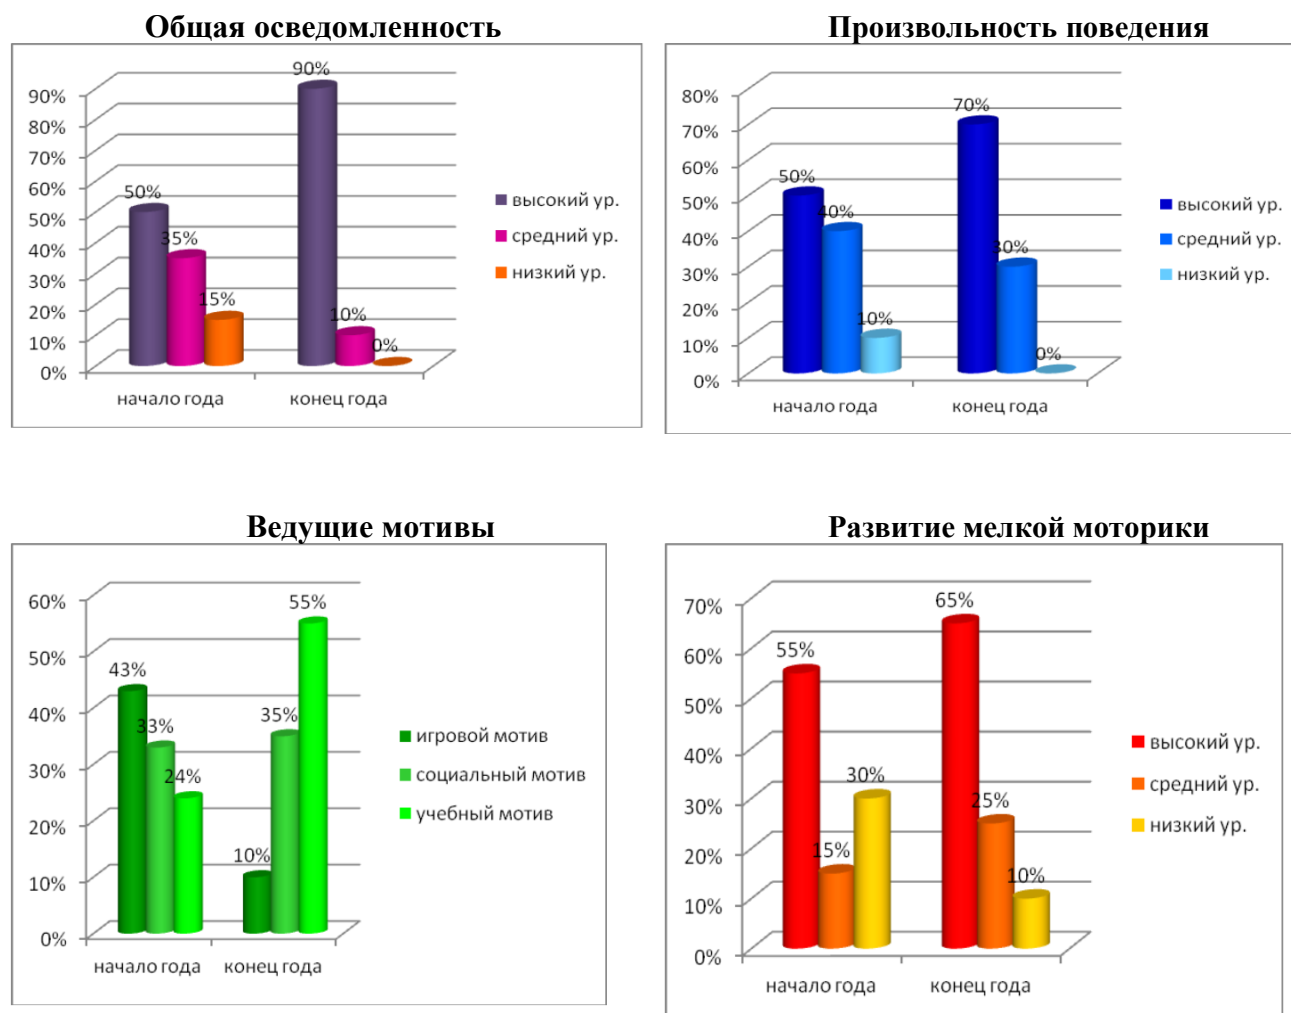 Общая осведомленность
90%
90%
80%
70%
60%
50%
40%
30%
20%
10%
0%
50%
35%
15%
10%
0%
начало года
конец года
высокий ур.
средний ур.
низкий ур.
Произвольность поведения
80%
70%
60%
50%
40%
30%
20%
10%
0%
50%
40%
10%
70%
30%
0%
начало года
конец года
высокий ур.
средний ур.
низкий ур.
Ведущие мотивы
60%
50%
40%
30%
20%
10%
0%
43%
33%
24%
10%
35%
55%
начало года
конец года
игровой мотив
социальный мотив
учебный мотив
Развитие мелкой моторики
70%
60%
50%
40%
30%
20%
10%
0%
55%
15%
30%
65%
25%
10%
начало года
конец года
высокий ур.
средний ур.
низкий ур.